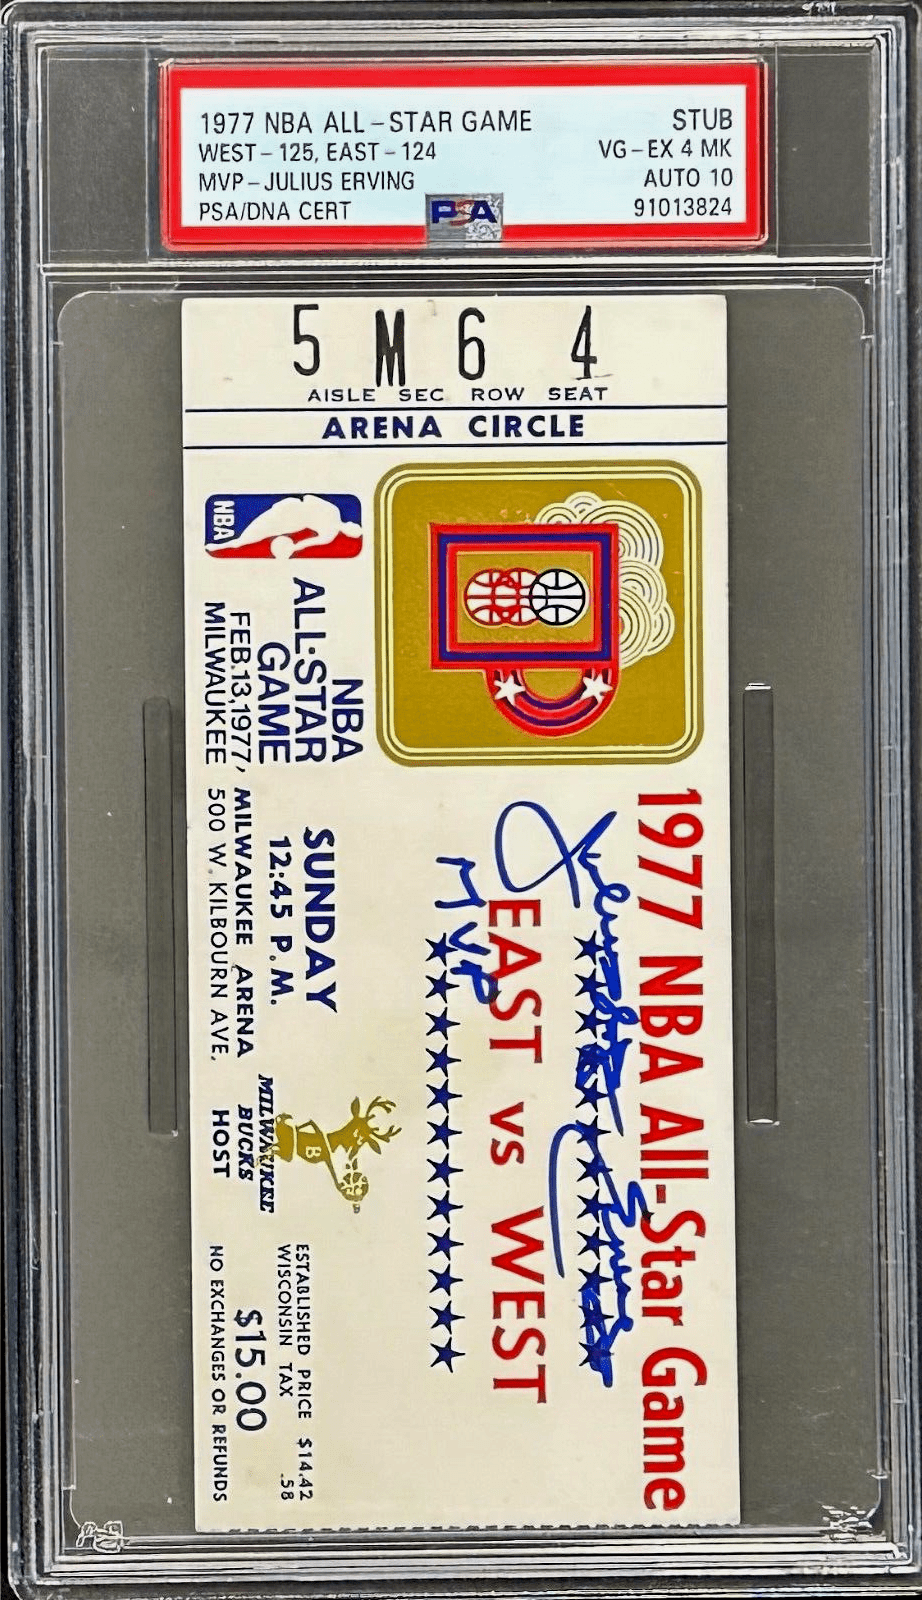 1977 NBA ALL-STAR GAME STUB
WEST-125, EAST-124 VG-EX 4 MK
MVP-JULIUS ERVING AUTO 10
PSA/DNA CERT PSA 91013824
5 M 6 4
AISLE SEC ROW SEAT
ARENA CIRCLE
1977 NBA All-Star Game
Julius Erving
EAST vs WEST
MVP
NBA
NBA
ALL-STAR
GAME
FEB.13,1977,
MILWAUKEE
SUNDAY
12:45 P.M.
MILWAUKEE ARENA
500 W. KILBOURN AVE.
B
MILWAUKEE
BUCKS
HOST
ESTABLISHED PRICE $14.42
WISCONSIN TAX .58
$15.00
NO EXCHANGES OR REFUNDS